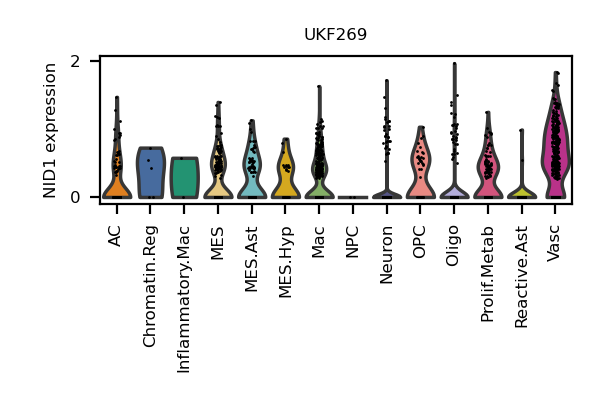 UKF269
NID1 expression
2
0
AC
Chromatin.Reg
Inflammatory.Mac
MES
MES.Ast
MES.Hyp
Mac
NPC
Neuron
OPC
Oligo
Prolif.Metab
Reactive.Ast
Vasc